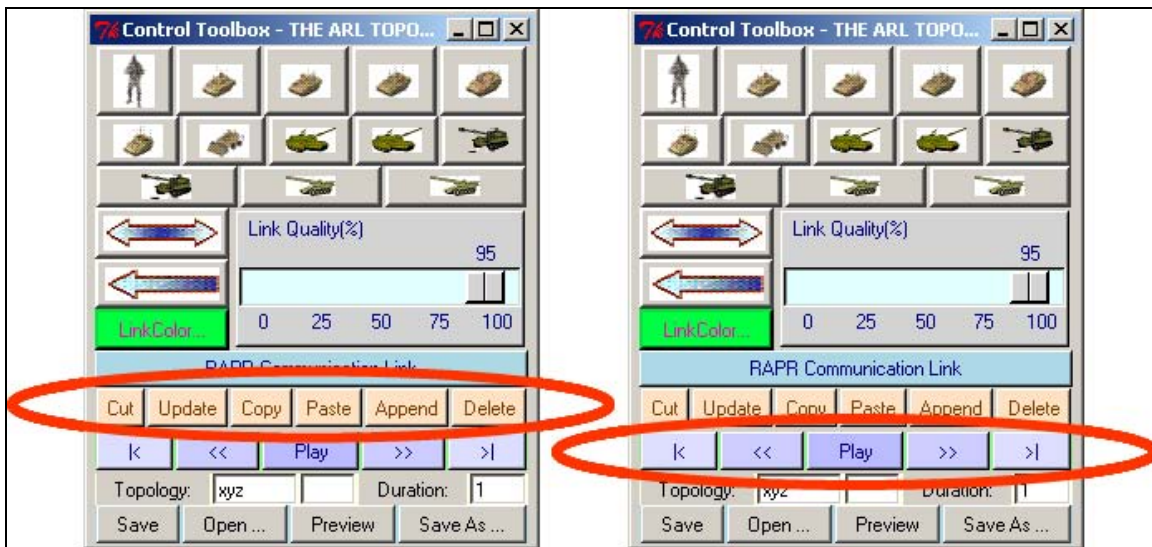 Control Toolbox - THE ARL TOPO...
Link Quality(%)
95
0 25 50 75 100
LinkColor...
RAPR Communication Link
Cut Update Copy Paste Append Delete
|< << Play >> >|
Topology: xyz Duration: 1
Save Open ... Preview Save As ...
Control Toolbox - THE ARL TOPO...
Link Quality(%)
95
0 25 50 75 100
LinkColor...
RAPR Communication Link
Cut Update Copy Paste Append Delete
|< << Play >> >|
Topology: xyz Duration: 1
Save Open ... Preview Save As ...